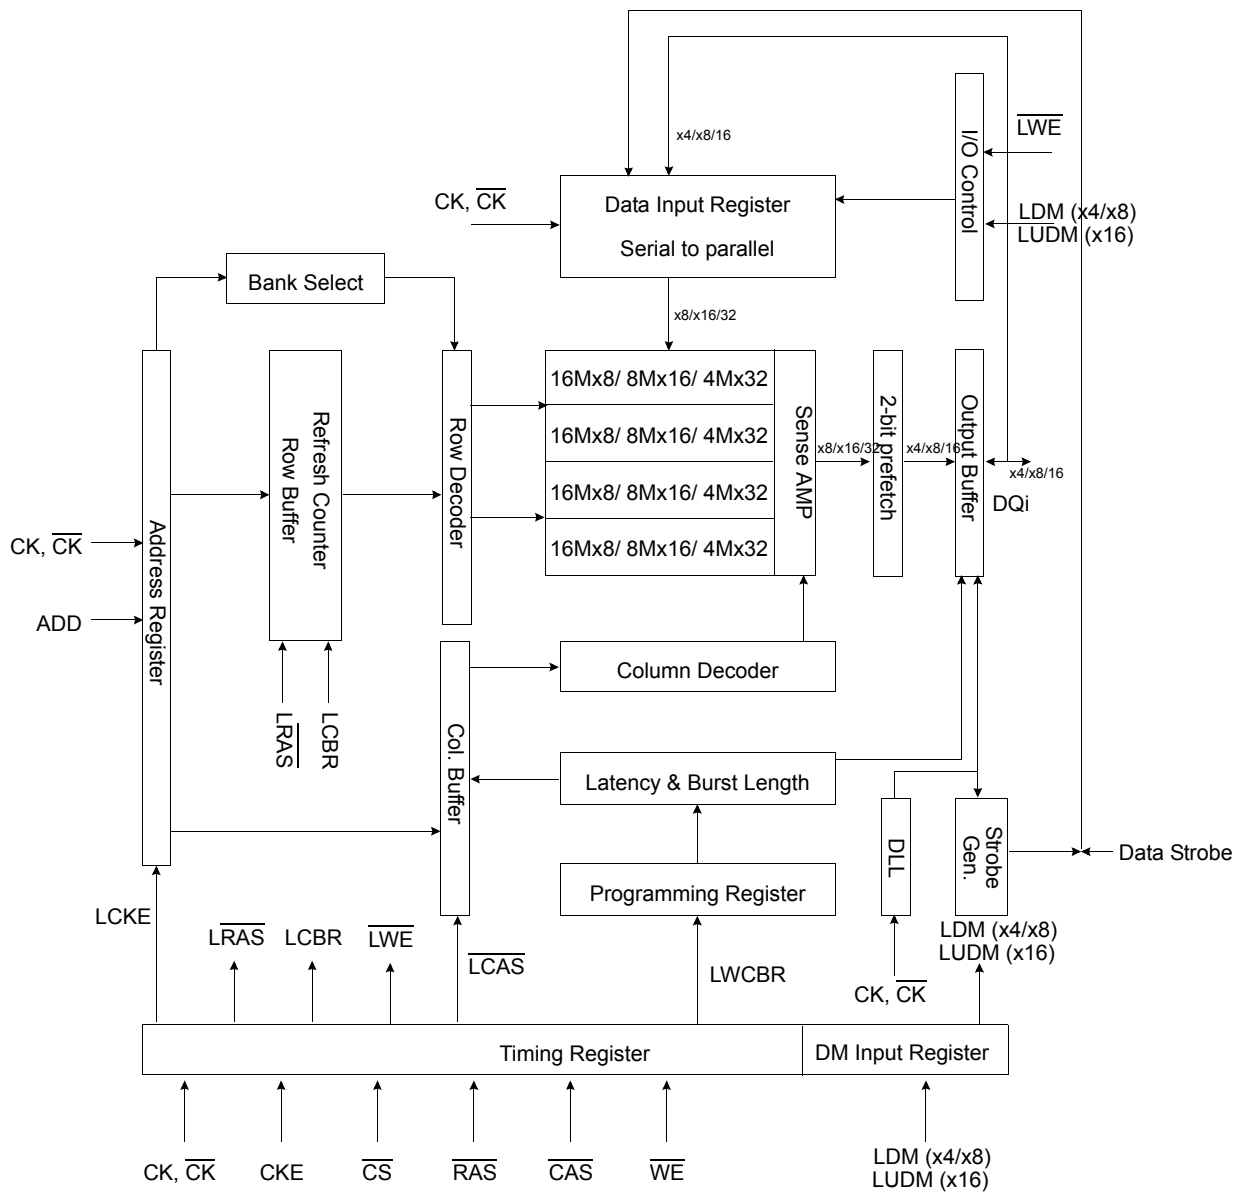 x4/x8/16
LWE
I/O Control
LDM (x4/x8)
LUDM (x16)
CK, CK
Data Input Register
Serial to parallel
Bank Select
x8/x16/32
Address Register
Refresh Counter
Row Buffer
Row Decoder
16Mx8/ 8Mx16/ 4Mx32
16Mx8/ 8Mx16/ 4Mx32
16Mx8/ 8Mx16/ 4Mx32
16Mx8/ 8Mx16/ 4Mx32
Sense AMP
x8/x16/32
2-bit prefetch
x4/x8/16
Output Buffer
x4/x8/16
DQi
CK, CK
ADD
LRAS
LCBR
Col. Buffer
Column Decoder
Latency & Burst Length
Programming Register
DLL
Strobe
Gen.
Data Strobe
LCKE
LRAS
LCBR
LWE
LCAS
LWCBR
CK, CK
LDM (x4/x8)
LUDM (x16)
Timing Register
DM Input Register
CK, CK
CKE
CS
RAS
CAS
WE
LDM (x4/x8)
LUDM (x16)